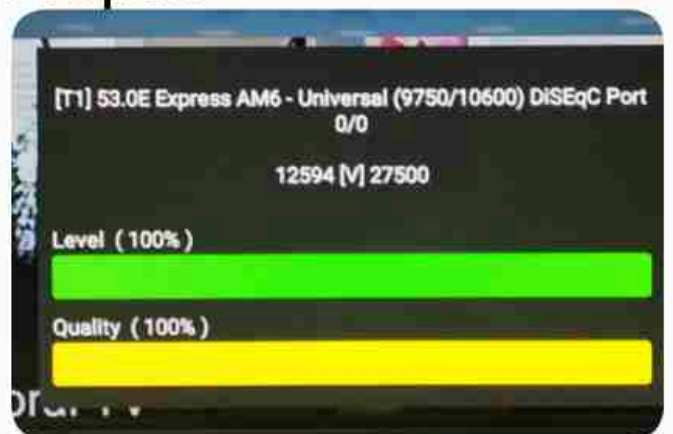 [T1] 53.0E Express AM6 - Universal (9750/10600) DiSEqC Port
0/0
12594 [V] 27500
Level ( 100% )
Quality ( 100% )